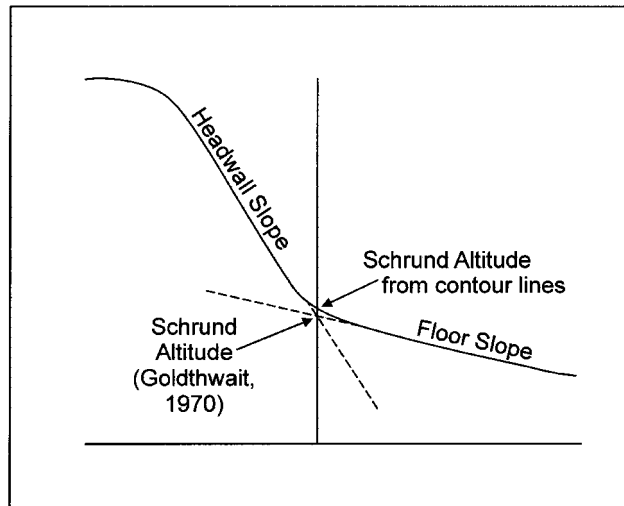 Headwall Slope
Schrund Altitude
from contour lines
Schrund
Altitude
(Goldthwait,
1970)
Floor Slope